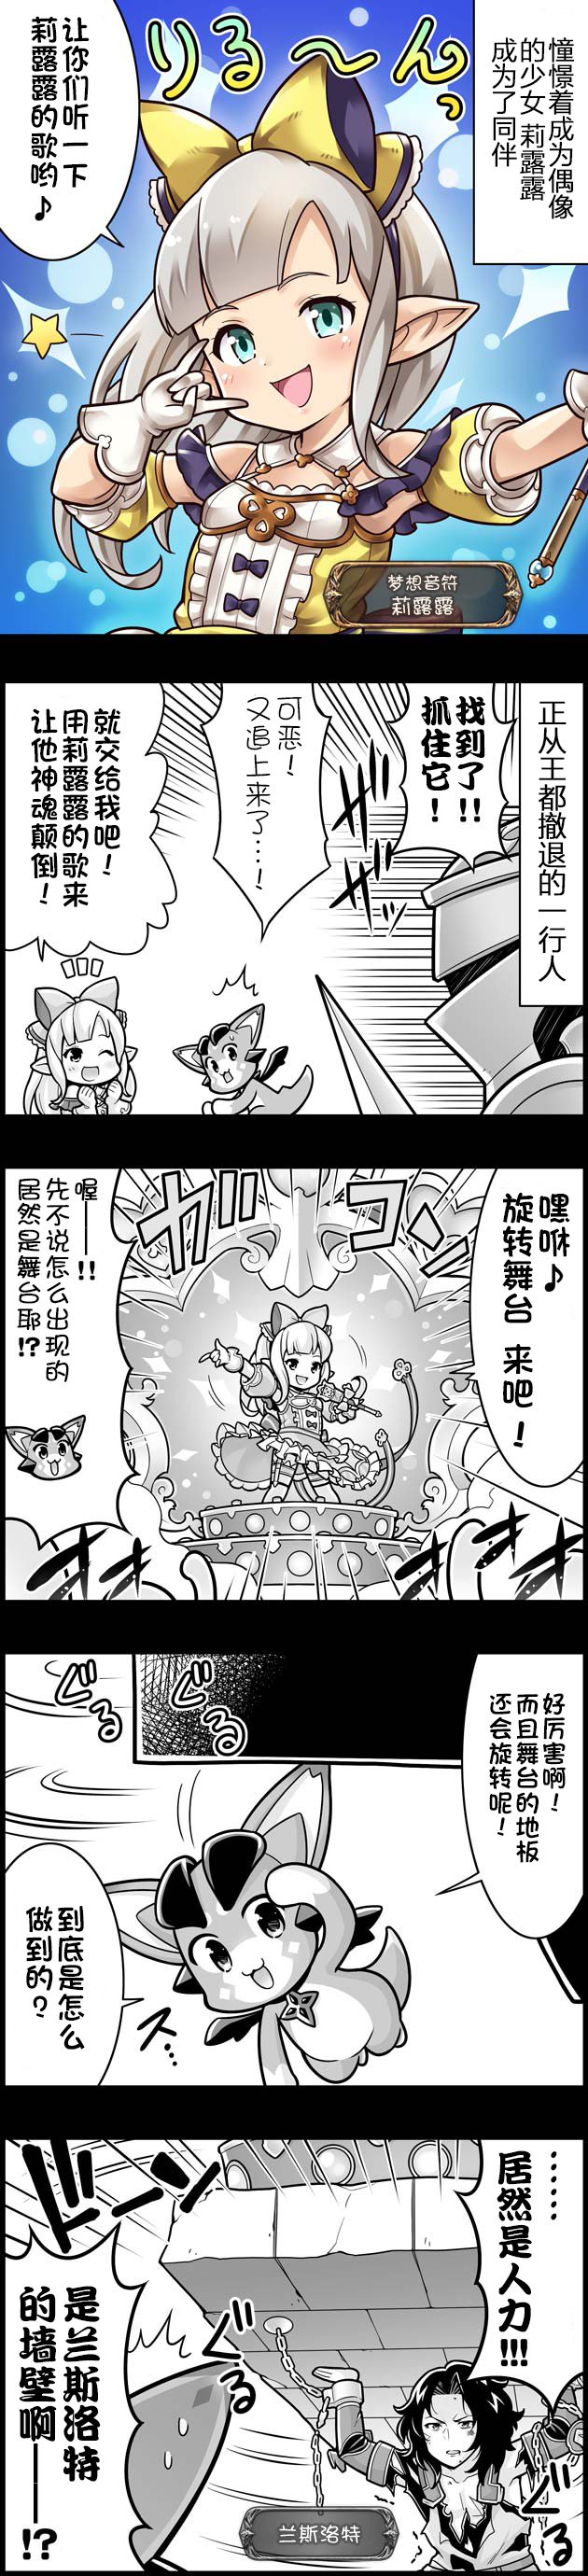 憧憬着成为偶像
的少女 莉露露
成为了同伴
りる～んっ
让你们听一下
莉露露的歌哟♪
梦想音符
莉露露
正从王都撤退的一行人
找到了!!
抓住它！
可恶！
又追上来了…！
就交给我吧！
用莉露露的歌来
让他神魂颠倒！
嘿咻♪
旋转舞台 来吧！
ガコン
喔——!!
先不说怎么出现的
居然是舞台耶!?
好厉害啊！
而且舞台的地板
还会旋转呢！
ぐる
ぐる
到底是怎么
做到的？
ス…
……
居然是人力!!!
ドーン
ぐる
是兰斯洛特
的墙壁啊——!?
兰斯洛特